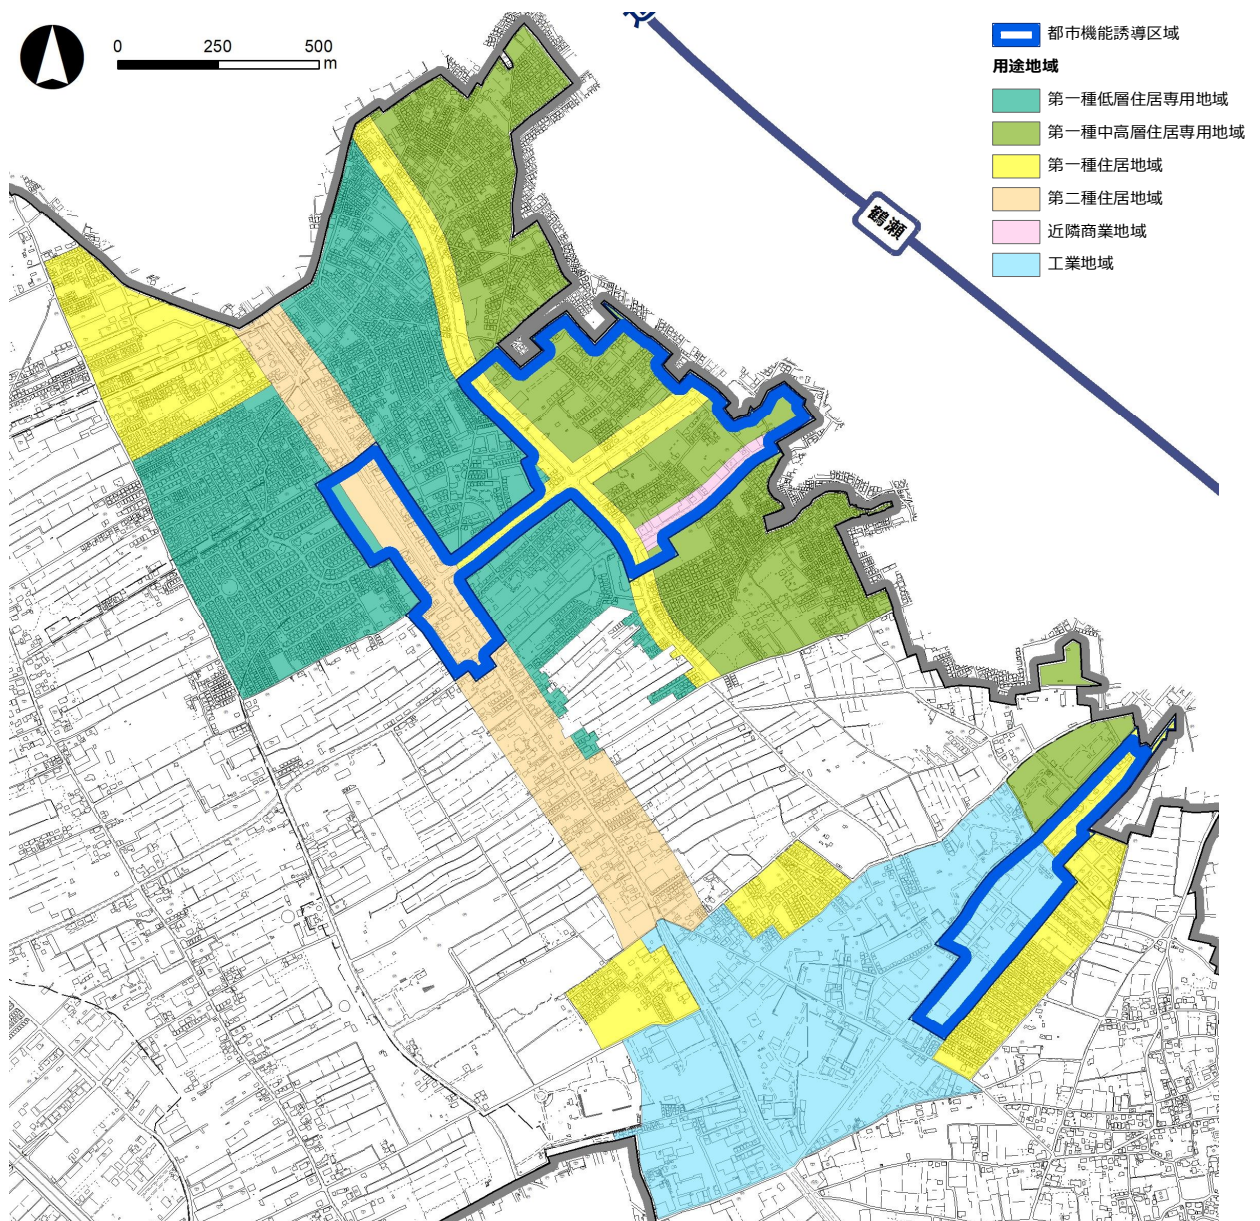 0 250 500
m
都市機能誘導区域
用途地域
第一種低層住居専用地域
第一種中高層住居専用地域
第一種住居地域
第二種住居地域
近隣商業地域
工業地域
鶴瀬